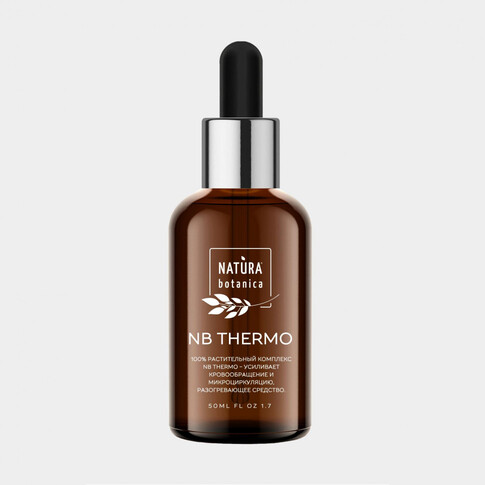 NATURA
botanica
NB THERMO
100% РАСТИТЕЛЬНЫЙ КОМПЛЕКС
NB THERMO – УСИЛИВАЕТ
КРОВООБРАЩЕНИЕ И
МИКРОЦИРКУЛЯЦИЮ,
РАЗОГРЕВАЮЩЕЕ СРЕДСТВО.
50ML FL OZ 1.7